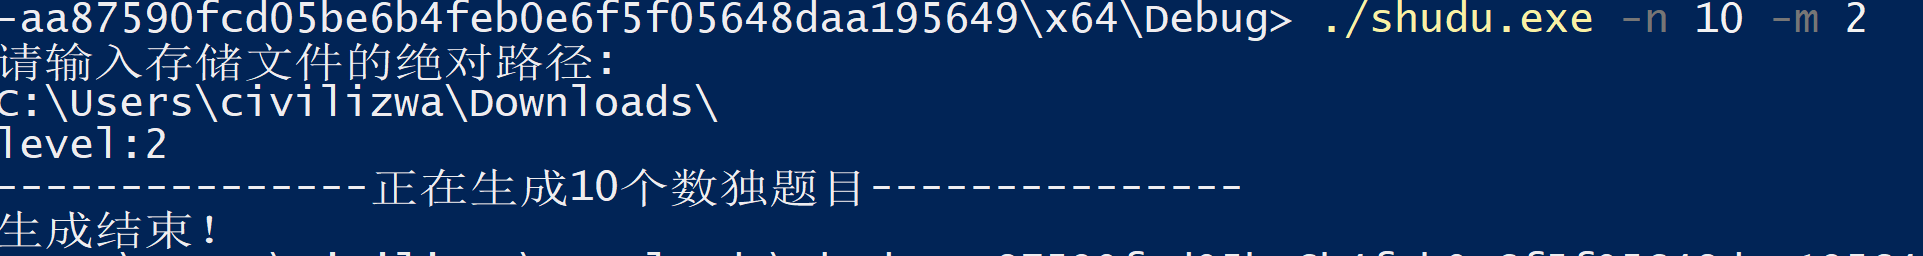 -aa87590fcd05be6b4feb0e6f5f05648daa195649\x64\Debug> ./shudu.exe -n 10 -m 2
请输入存储文件的绝对路径:
C:\Users\civilizwa\Downloads\
level:2
---------------正在生成10个数独题目---------------
生成结束!